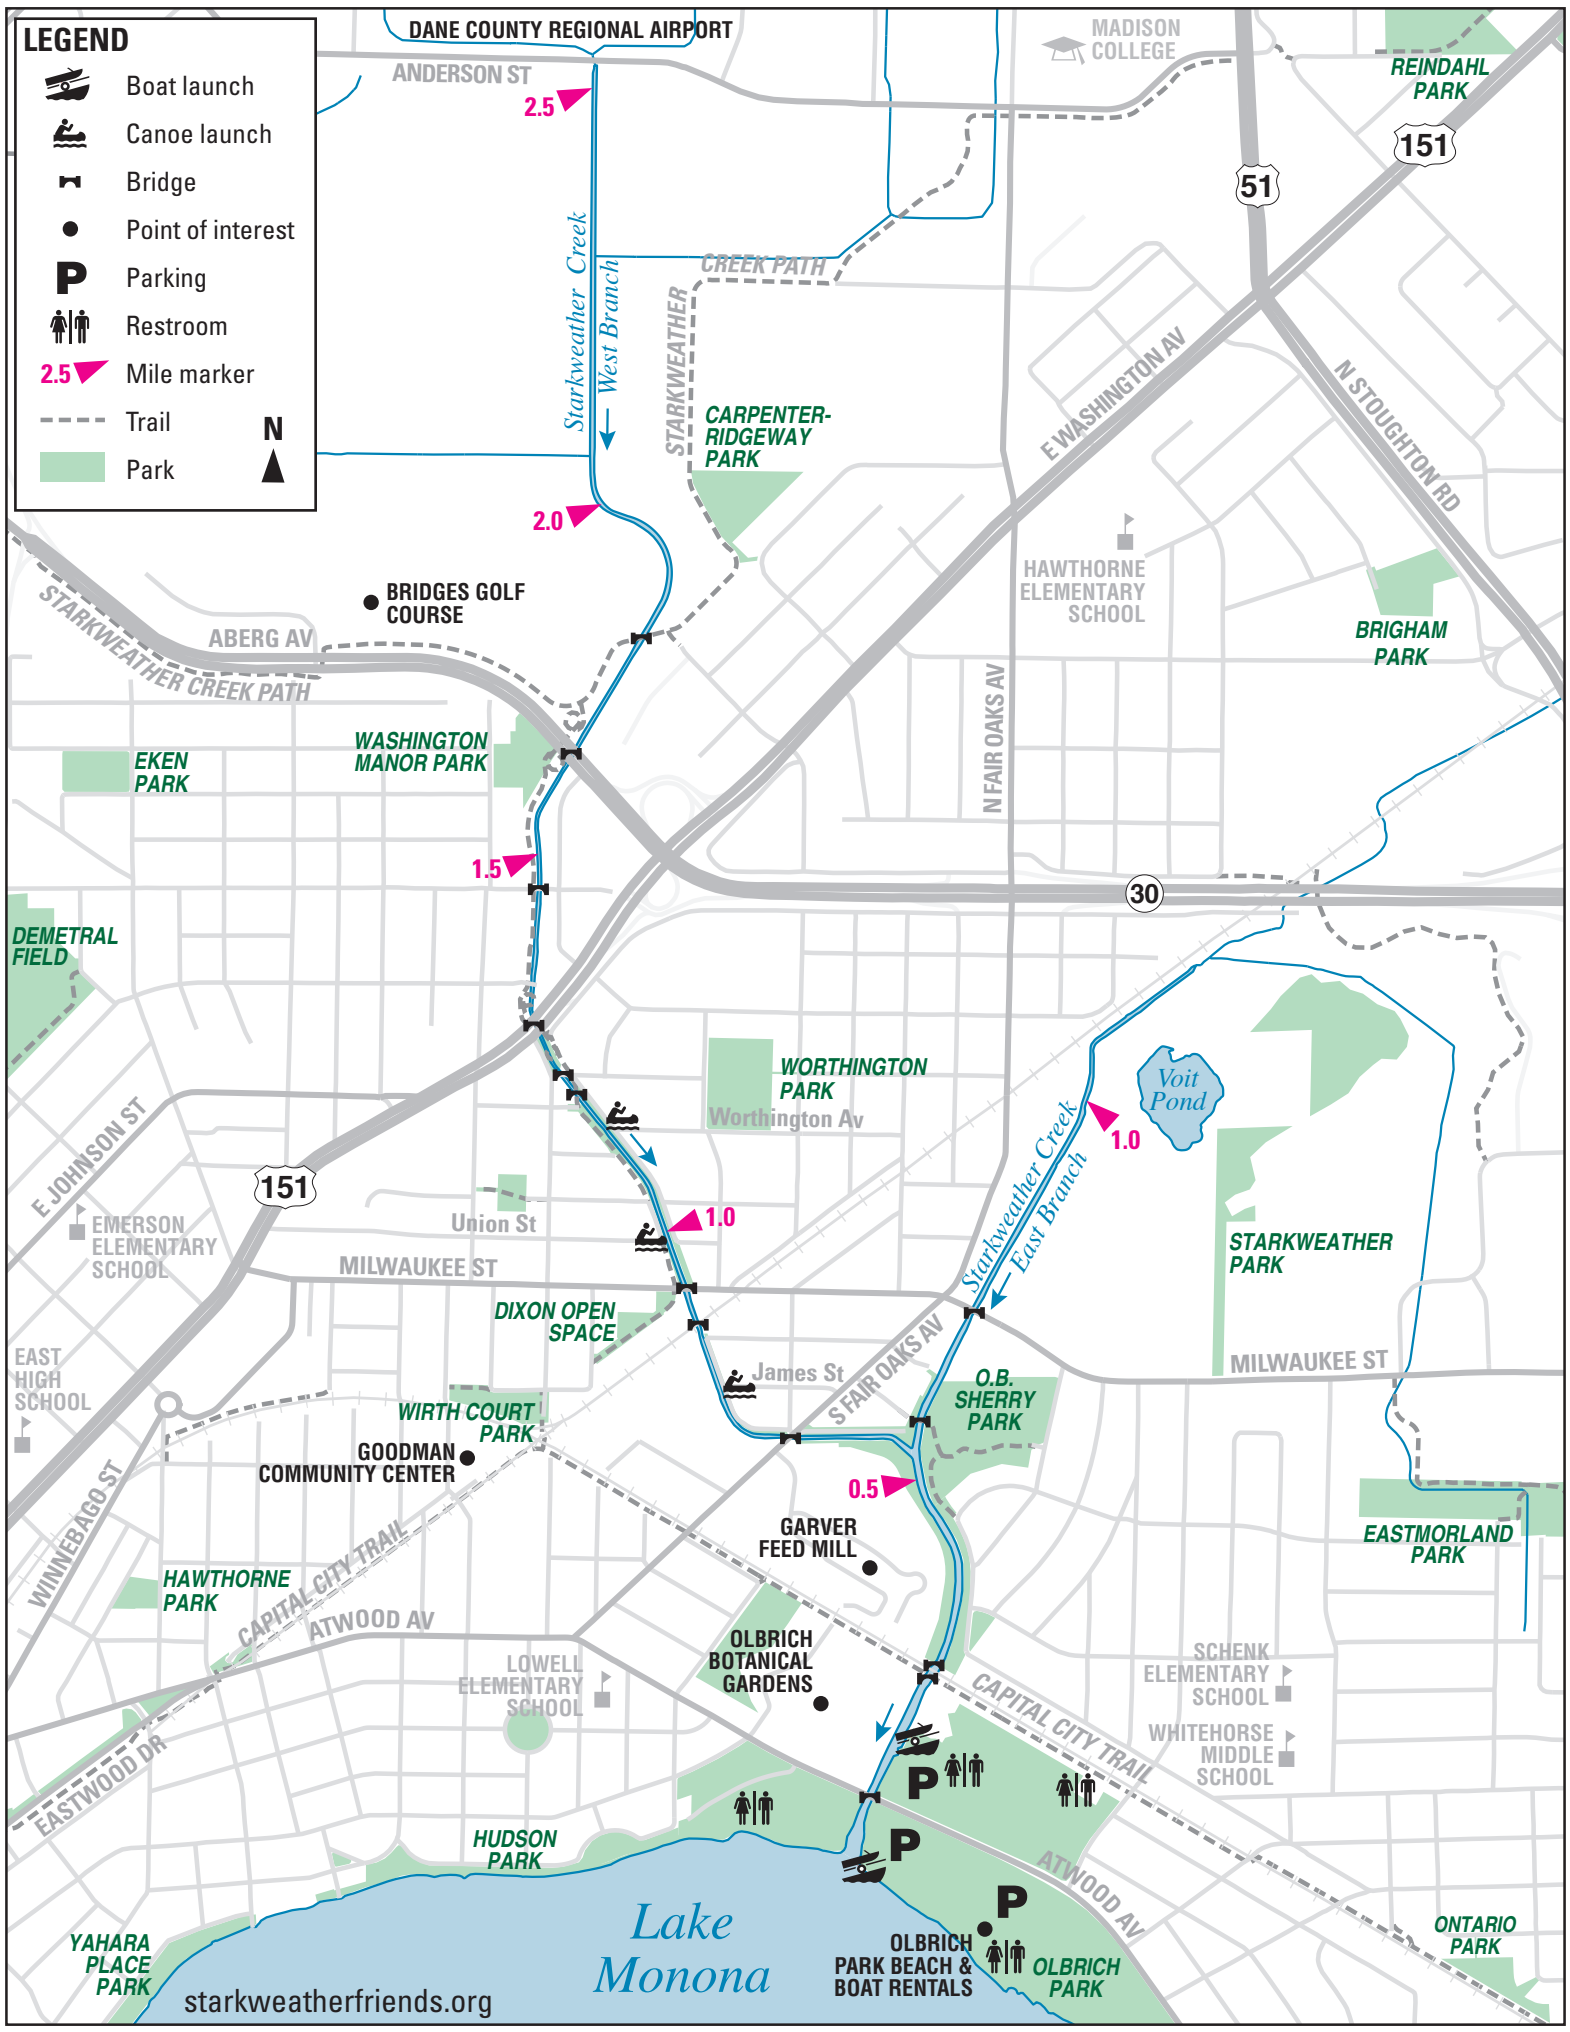 LEGEND
Boat launch
Canoe launch
Bridge
Point of interest
P
Parking
Restroom
2.5
Mile marker
Trail
N
Park
DANE COUNTY REGIONAL AIRPORT
ANDERSON ST
2.5
MADISON
COLLEGE
REINDAHL
PARK
151
51
Starkweather Creek
West Branch
CREEK PATH
STARKWEATHER
CARPENTER-
RIDGEWAY
PARK
E WASHINGTON AV
N STOUGHTON RD
2.0
HAWTHORNE
ELEMENTARY
SCHOOL
BRIDGES GOLF
COURSE
BRIGHAM
PARK
ABERG AV
STARKWEATHER CREEK PATH
N FAIR OAKS AV
WASHINGTON
MANOR PARK
EKEN
PARK
1.5
30
DEMETRAL
FIELD
WORTHINGTON
PARK
Worthington Av
Voit
Pond
1.0
Starkweather Creek
East Branch
E JOHNSON ST
151
EMERSON
ELEMENTARY
SCHOOL
Union St
1.0
STARKWEATHER
PARK
MILWAUKEE ST
DIXON OPEN
SPACE
S FAIR OAKS AV
MILWAUKEE ST
EAST
HIGH
SCHOOL
James St
O.B.
SHERRY
PARK
WIRTH COURT
PARK
GOODMAN
COMMUNITY CENTER
0.5
WINNEBAGO ST
GARVER
FEED MILL
EASTMORLAND
PARK
HAWTHORNE
PARK
CAPITAL CITY TRAIL
ATWOOD AV
OLBRICH
BOTANICAL
GARDENS
LOWELL
ELEMENTARY
SCHOOL
SCHENK
ELEMENTARY
SCHOOL
CAPITAL CITY TRAIL
WHITEHORSE
MIDDLE
SCHOOL
EASTWOOD DR
P
HUDSON
PARK
P
ATWOOD AV
P
Lake
Monona
OLBRICH
PARK BEACH &
BOAT RENTALS
OLBRICH
PARK
ONTARIO
PARK
YAHARA
PLACE
PARK
starkweatherfriends.org